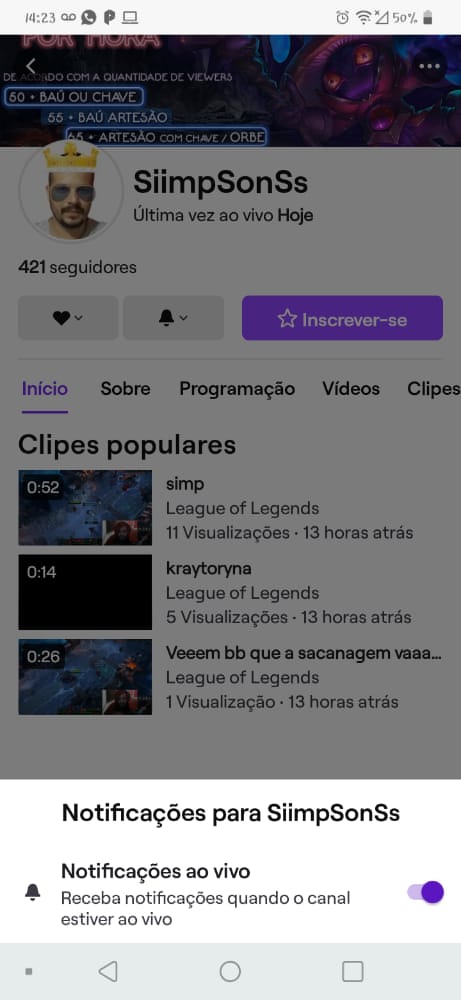 14:23
50%
POR HORA
DE ACORDO COM A QUANTIDADE DE VIEWERS
50 + BAÚ OU CHAVE
55 + BAÚ ARTESÃO
65 + ARTESÃO COM CHAVE / ORBE
SiimpSonSs
Última vez ao vivo Hoje
421 seguidores
Inscrever-se
Início Sobre Programação Vídeos Clipes
Clipes populares
0:52
simp
League of Legends
11 Visualizações · 13 horas atrás
0:14
kraytoryna
League of Legends
5 Visualizações · 13 horas atrás
0:26
Veeem bb que a sacanagem vaaa...
League of Legends
1 Visualização · 13 horas atrás
Notificações para SiimpSonSs
Notificações ao vivo
Receba notificações quando o canal
estiver ao vivo